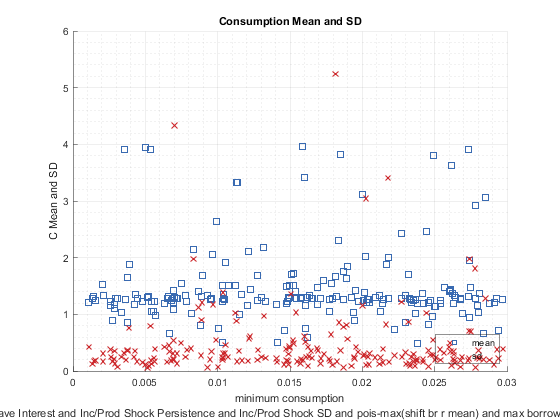 Consumption Mean and SD
6
5
4
3
2
1
0
C Mean and SD
mean
sd
0
0.005
0.01
0.015
0.02
0.025
0.03
minimum consumption
ave Interest and Inc/Prod Shock Persistence and Inc/Prod Shock SD and pois-max(shift br r mean) and max borrow